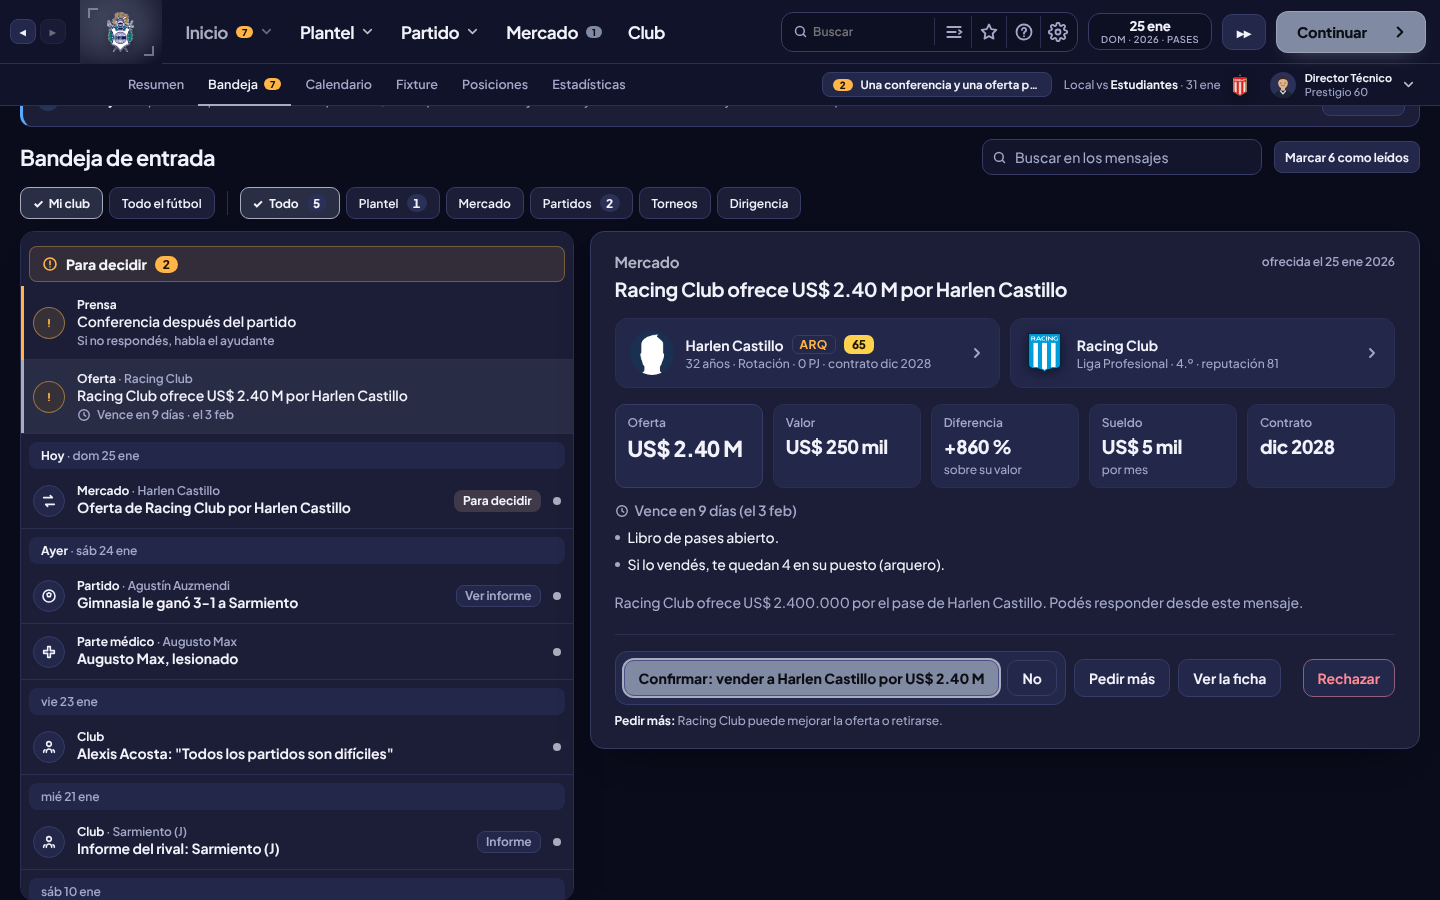 Inicio 7
Plantel
Partido
Mercado 1
Club
Buscar
25 ene
DOM · 2026 · PASES
Continuar
Resumen
Bandeja 7
Calendario
Fixture
Posiciones
Estadísticas
2 Una conferencia y una oferta p...
Local vs Estudiantes · 31 ene
Director Técnico
Prestigio 60
Bandeja de entrada
Buscar en los mensajes
Marcar 6 como leídos
Mi club
Todo el fútbol
Todo 5
Plantel 1
Mercado
Partidos 2
Torneos
Dirigencia
Para decidir 2
Prensa
Conferencia después del partido
Si no respondés, habla el ayudante
Oferta · Racing Club
Racing Club ofrece US$ 2.40 M por Harlen Castillo
Vence en 9 días · el 3 feb
Hoy · dom 25 ene
Mercado · Harlen Castillo
Oferta de Racing Club por Harlen Castillo
Para decidir
Ayer · sáb 24 ene
Partido · Agustín Auzmendi
Gimnasia le ganó 3-1 a Sarmiento
Ver informe
Parte médico · Augusto Max
Augusto Max, lesionado
vie 23 ene
Club
Alexis Acosta: "Todos los partidos son difíciles"
mié 21 ene
Club · Sarmiento (J)
Informe del rival: Sarmiento (J)
Informe
sáb 10 ene
Mercado
ofrecida el 25 ene 2026
Racing Club ofrece US$ 2.40 M por Harlen Castillo
Harlen Castillo ARQ 65
32 años · Rotación · 0 PJ · contrato dic 2028
RACING
Racing Club
Liga Profesional · 4.º · reputación 81
Oferta
US$ 2.40 M
Valor
US$ 250 mil
Diferencia
+860 %
sobre su valor
Sueldo
US$ 5 mil
por mes
Contrato
dic 2028
Vence en 9 días (el 3 feb)
Libro de pases abierto.
Si lo vendés, te quedan 4 en su puesto (arquero).
Racing Club ofrece US$ 2.400.000 por el pase de Harlen Castillo. Podés responder desde este mensaje.
Confirmar: vender a Harlen Castillo por US$ 2.40 M
No
Pedir más
Ver la ficha
Rechazar
Pedir más: Racing Club puede mejorar la oferta o retirarse.